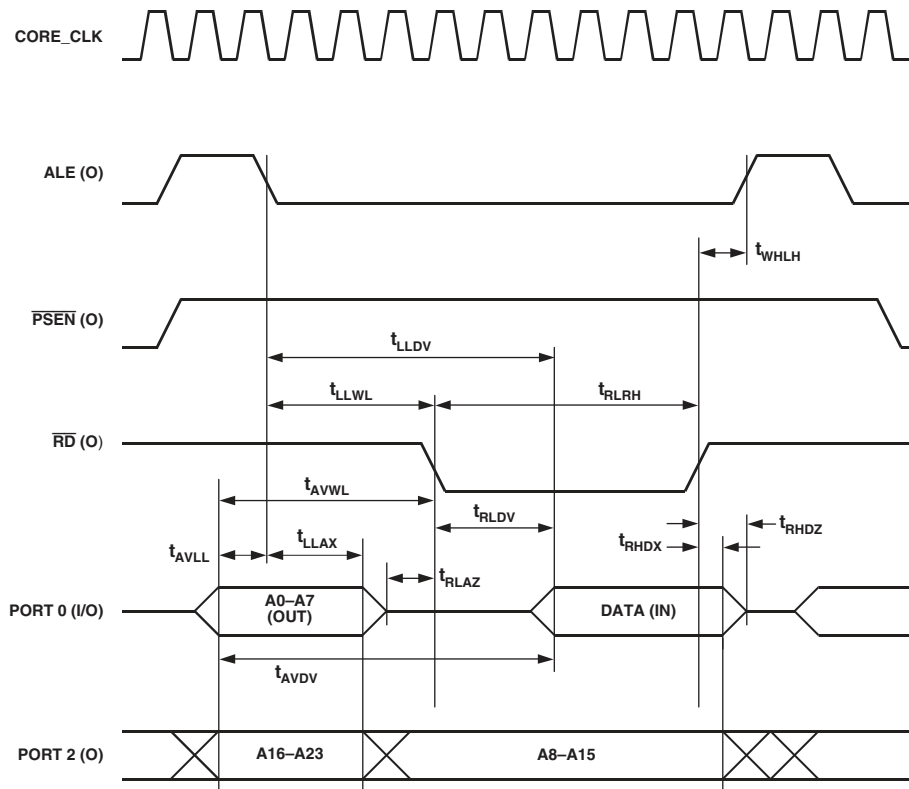 CORE_CLK
ALE (O)
tWHLH
PSEN (O)
tLLDV
tLLWL tRLRH
RD (O)
tAVWL
tRLDV tRHDZ
tLLAX tRHDX
tAVLL
tRLAZ
PORT 0 (I/O) A0–A7 (OUT) DATA (IN)
tAVDV
PORT 2 (O) A16–A23 A8–A15